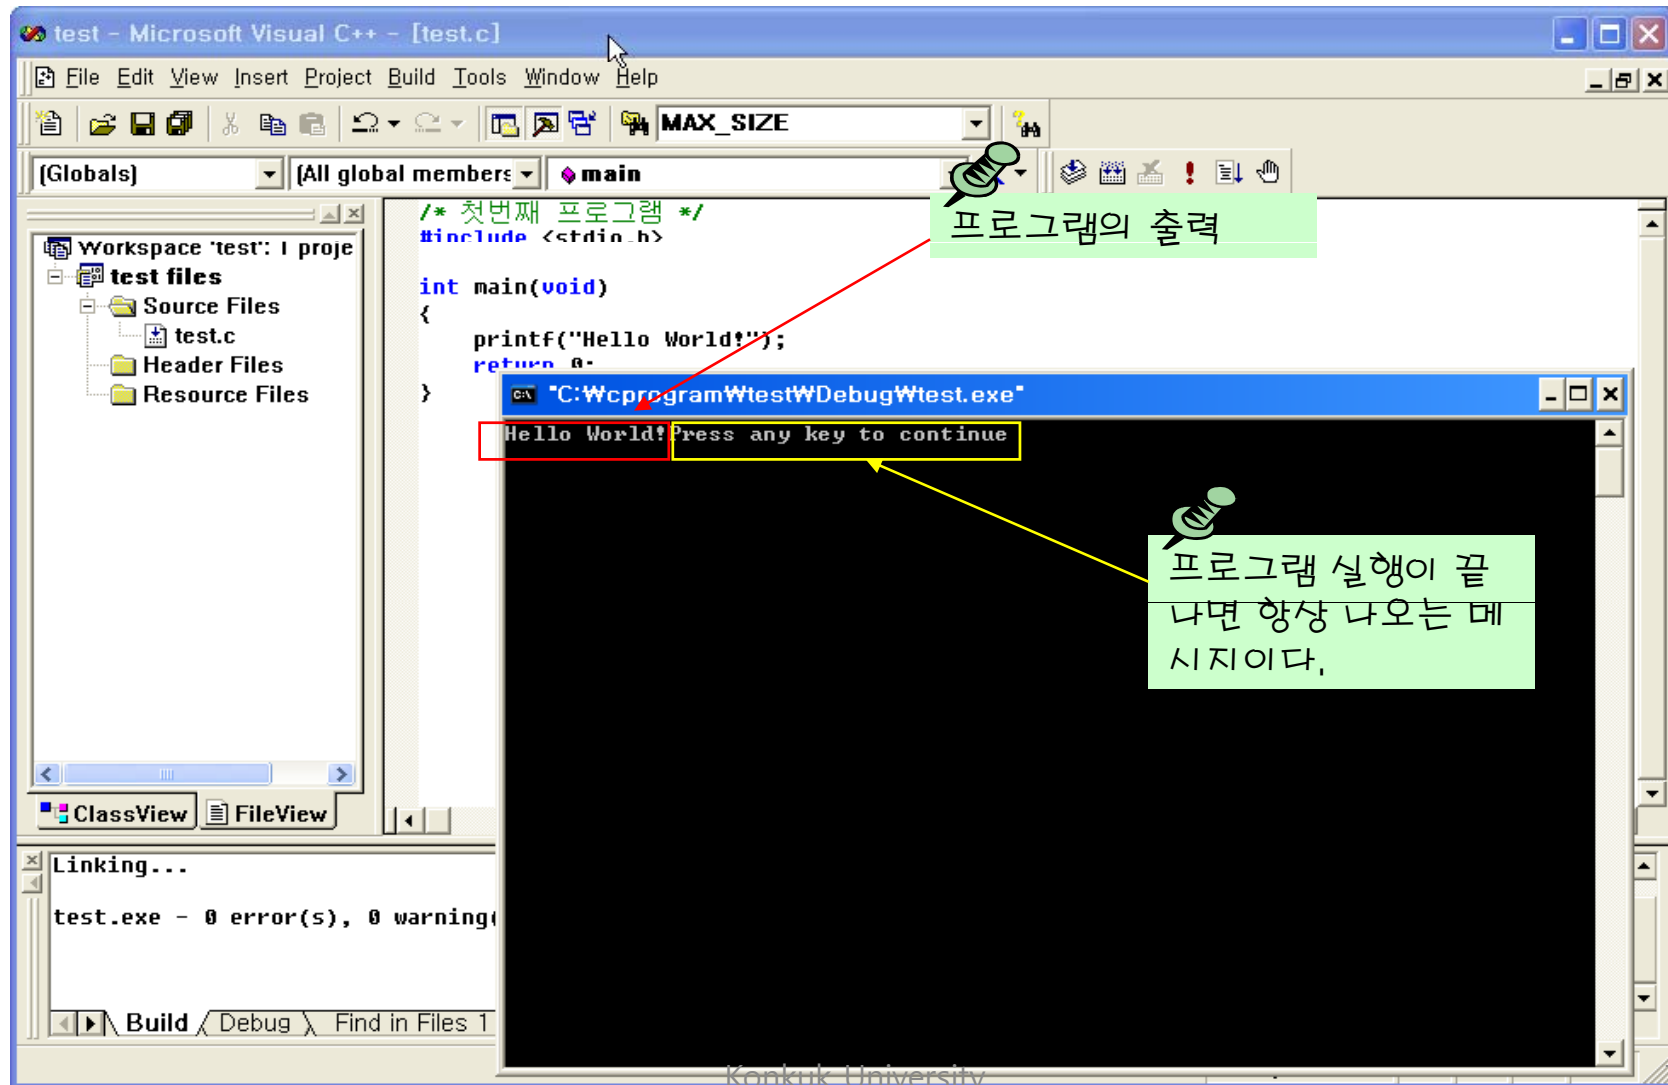 test - Microsoft Visual C++ - [test.c]
File Edit View Insert Project Build Tools Window Help
MAX_SIZE
(Globals) (All global members main
프로그램의 출력
Workspace 'test': 1 proje
test files
Source Files
test.c
Header Files
Resource Files
ClassView FileView
/* 첫번째 프로그램 */
#include <stdio.h>
int main(void)
{
printf("Hello World!");
return 0;
}
"C:₩cprogram₩test₩Debug₩test.exe"
Hello World!Press any key to continue
프로그램 실행이 끝
나면 항상 나오는 메
시지이다.
Linking...
test.exe - 0 error(s), 0 warning(
Build Debug Find in Files 1
Konkuk University